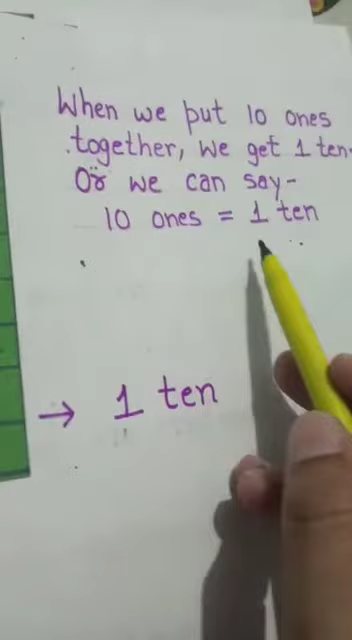 When we put 10 ones
together, we get 1 ten.
Or we can say-
10 ones = 1 ten
→ 1 ten